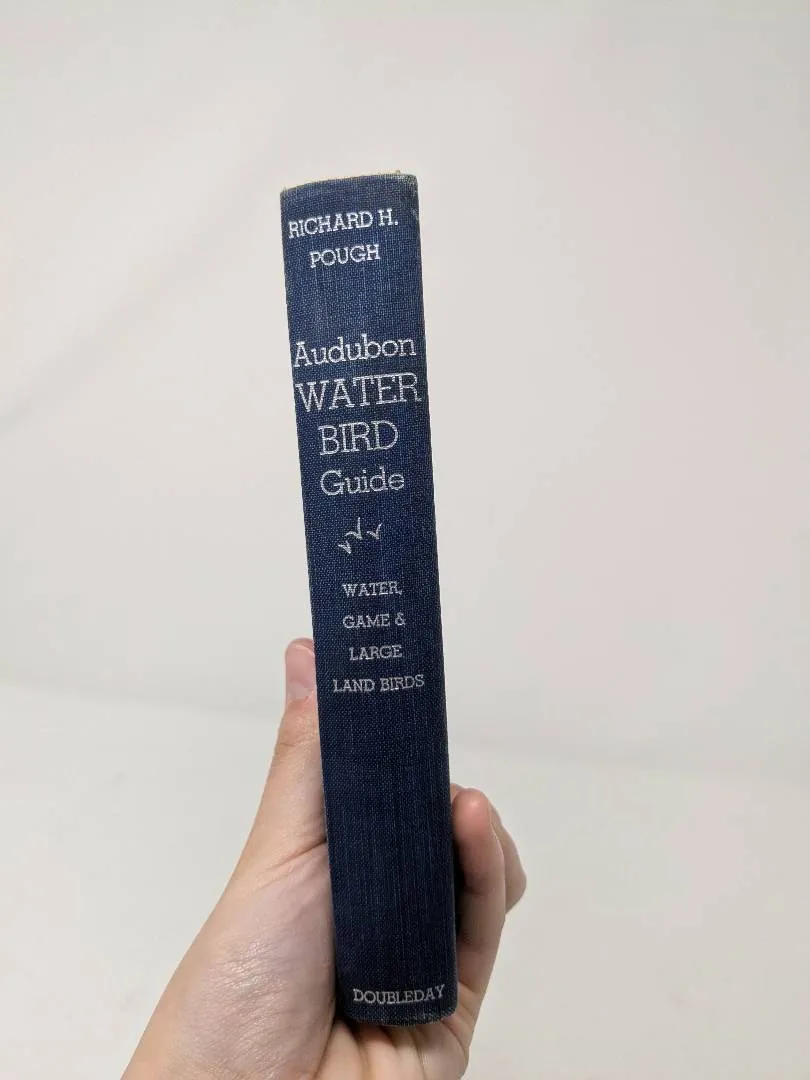 RICHARD H.
POUGH
Audubon
WATER
BIRD
Guide
WATER,
GAME &
LARGE
LAND BIRDS
DOUBLEDAY